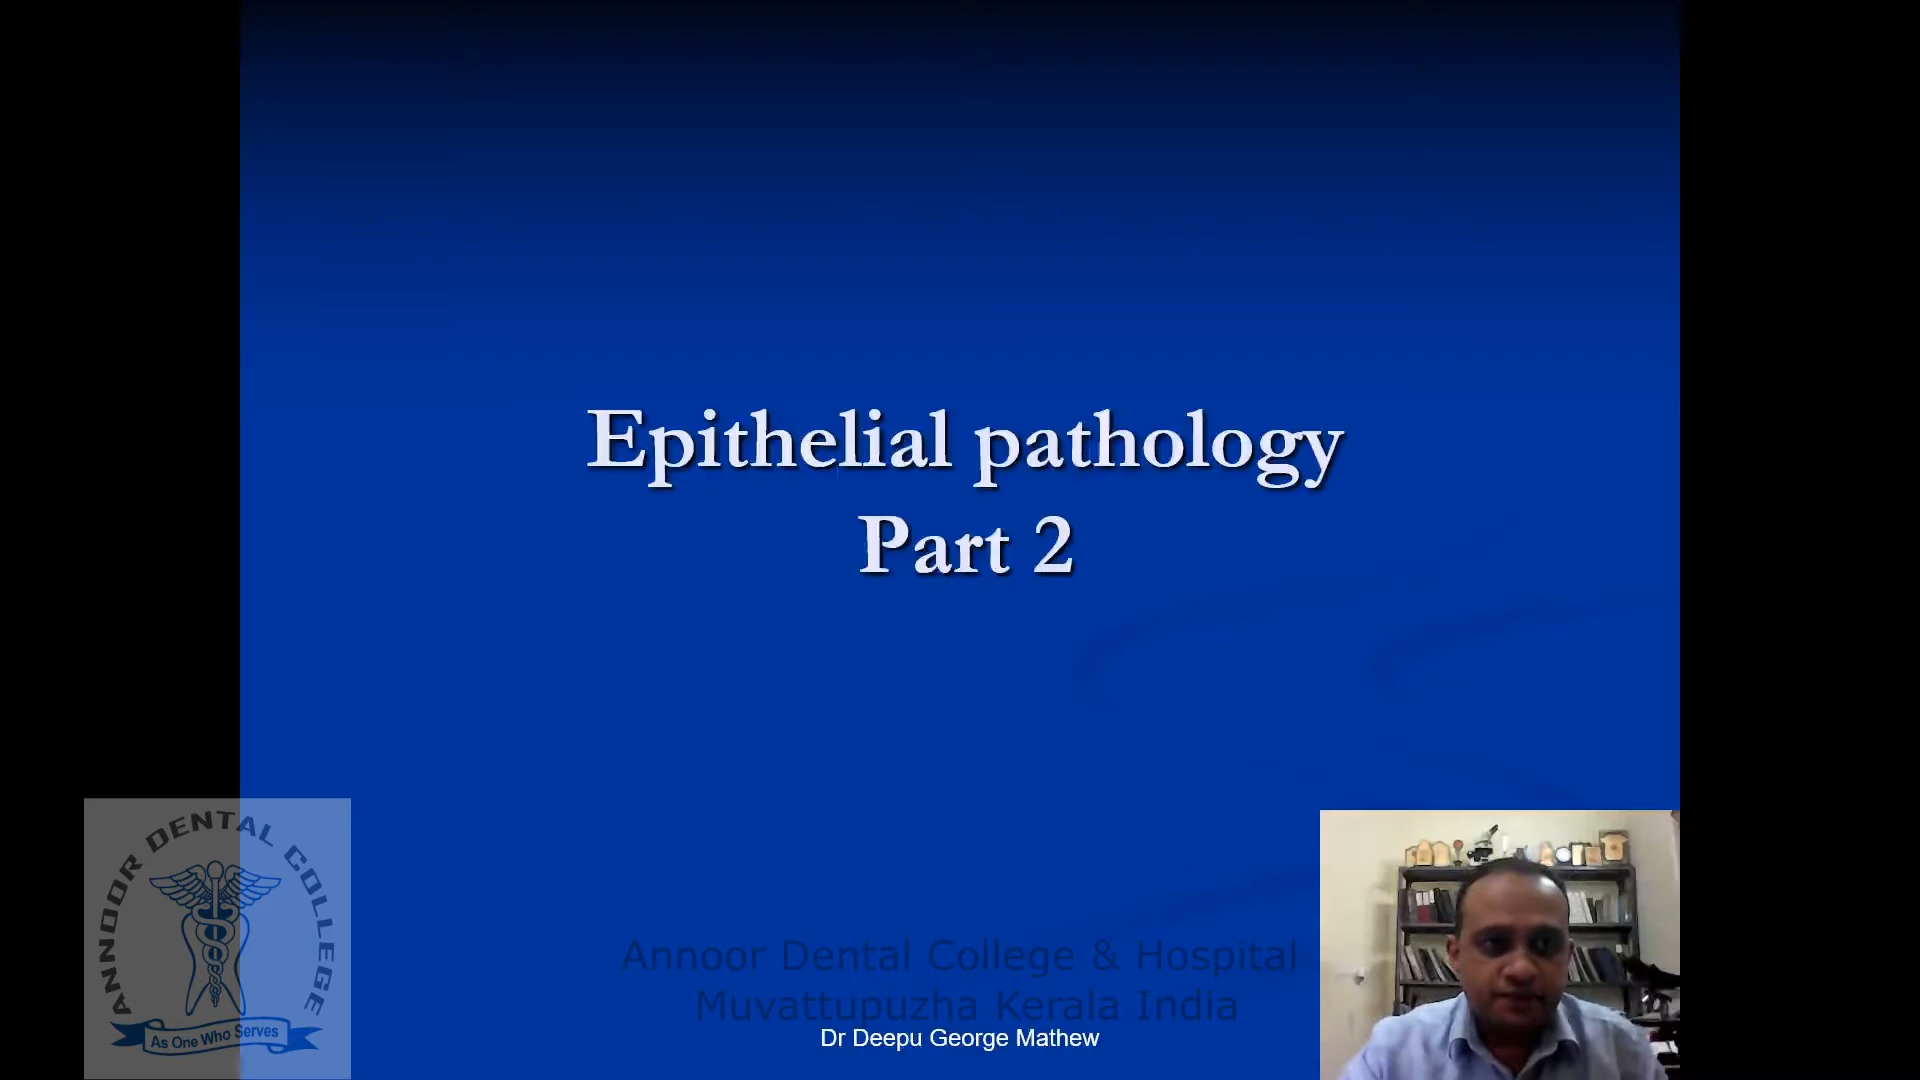 Epithelial pathology
Part 2
Annoor Dental College & Hospital
Muvattupuzha Kerala India
Dr Deepu George Mathew
ANNOOR DENTAL COLLEGE
As One Who Serves